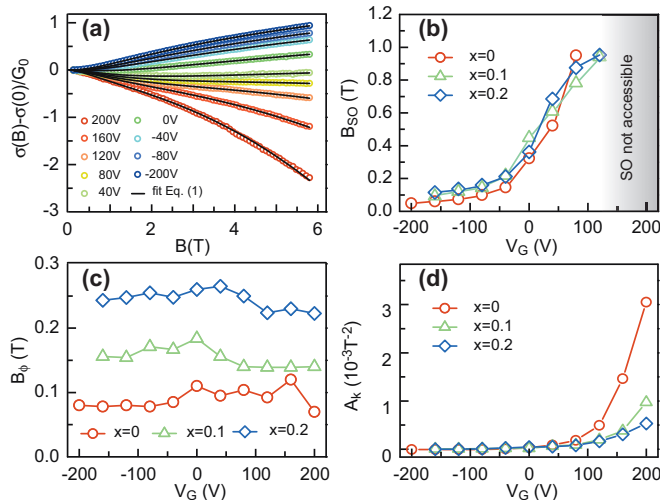 (a)
σ(B)-σ(0)/G₀
1
0
-1
-2
-3
200V
160V
120V
80V
40V
0V
-40V
-80V
-200V
fit Eq. (1)
0 2 4 6
B(T)
(b)
B_SO (T)
1.0
0.8
0.6
0.4
0.2
0.0
x=0
x=0.1
x=0.2
SO not accessible
-200 -100 0 100 200
V_G (V)
(c)
B_ϕ (T)
0.3
0.2
0.1
0.0
x=0 x=0.1 x=0.2
-200 -100 0 100 200
V_G (V)
(d)
A_k (10⁻³T⁻2)
3
2
1
0
x=0
x=0.1
x=0.2
-200 -100 0 100 200
V_G (V)